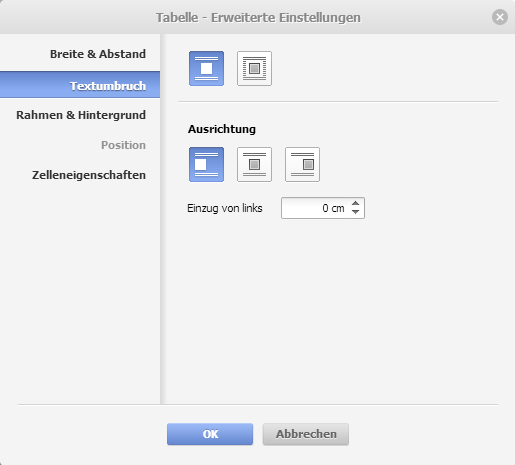 Tabelle - Erweiterte Einstellungen
Breite & Abstand
Textumbruch
Rahmen & Hintergrund
Position
Zelleneigenschaften
Ausrichtung
Einzug von links
0 cm
OK
Abbrechen